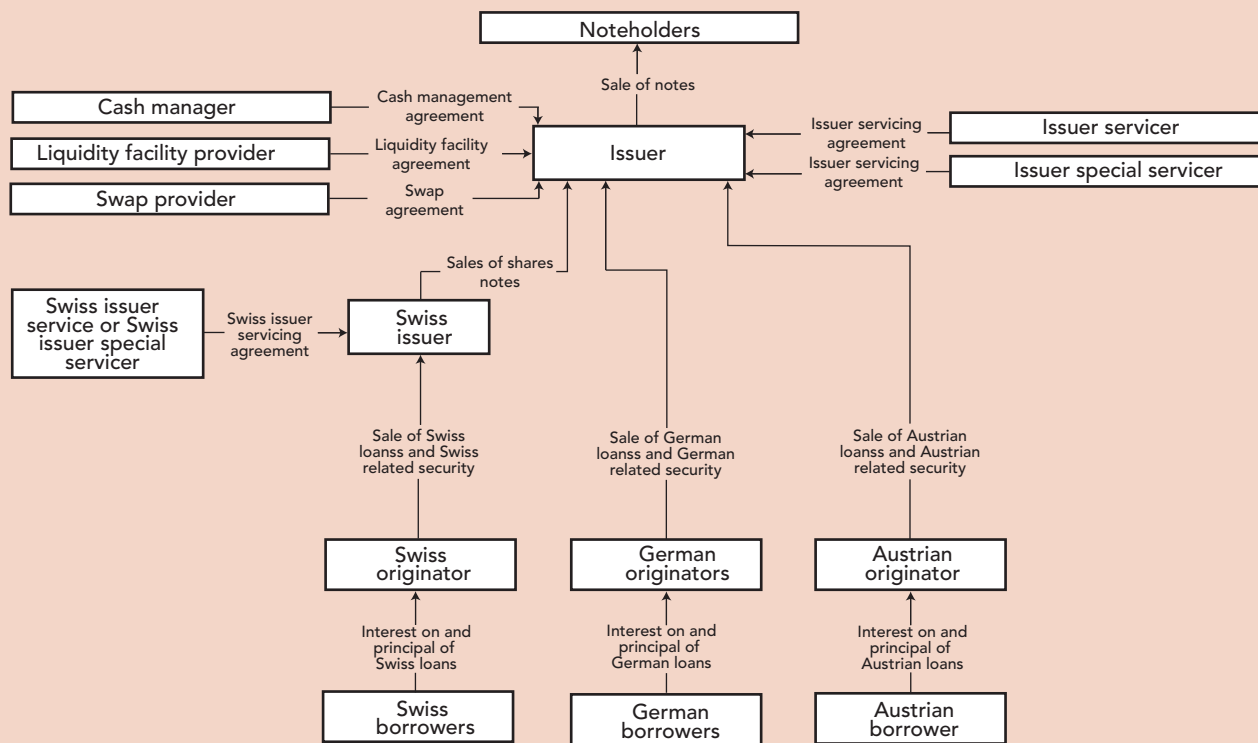 Noteholders
Sale of notes
Cash manager
Cash management
agreement
Liquidity facility provider
Liquidity facility
agreement
Swap provider
Swap
agreement
Issuer
Issuer servicing
agreement
Issuer servicer
Issuer servicing
agreement
Issuer special servicer
Sales of shares
notes
Swiss issuer
service or Swiss
issuer special
servicer
Swiss issuer
servicing
agreement
Swiss
issuer
Sale of Swiss
loanss and Swiss
related security
Sale of German
loanss and German
related security
Sale of Austrian
loanss and Austrian
related security
Swiss
originator
German
originators
Austrian
originator
Interest on and
principal of
Swiss loans
Interest on and
principal of
German loans
Interest on and
principal of
Austrian loans
Swiss
borrowers
German
borrowers
Austrian
borrower